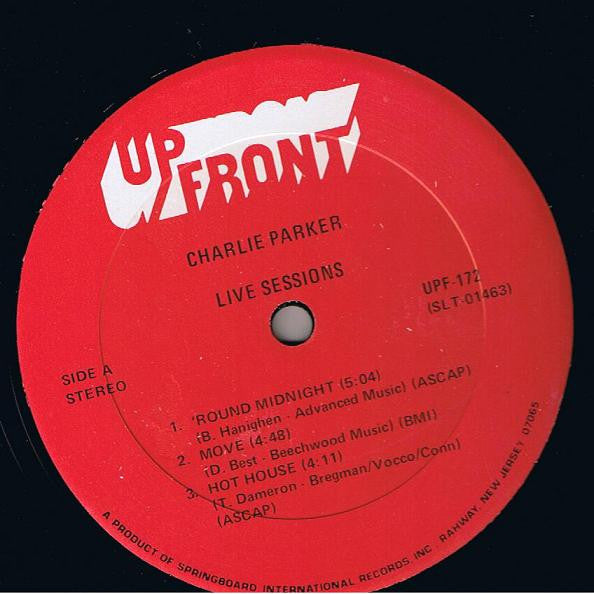 UP
FRONT
CHARLIE PARKER
LIVE SESSIONS
UPF-172
(SLT-01463)
SIDE A
STEREO
1. 'ROUND MIDNIGHT (5:04)
(B. Hanighen - Advanced Music) (ASCAP)
2. MOVE (4:48)
(D. Best - Beechwood Music) (BMI)
3. HOT HOUSE (4:11)
(T. Dameron - Bregman/Vocco/Conn)
(ASCAP)
A PRODUCT OF SPRINGBOARD INTERNATIONAL RECORDS, INC. RAHWAY, NEW JERSEY 07065